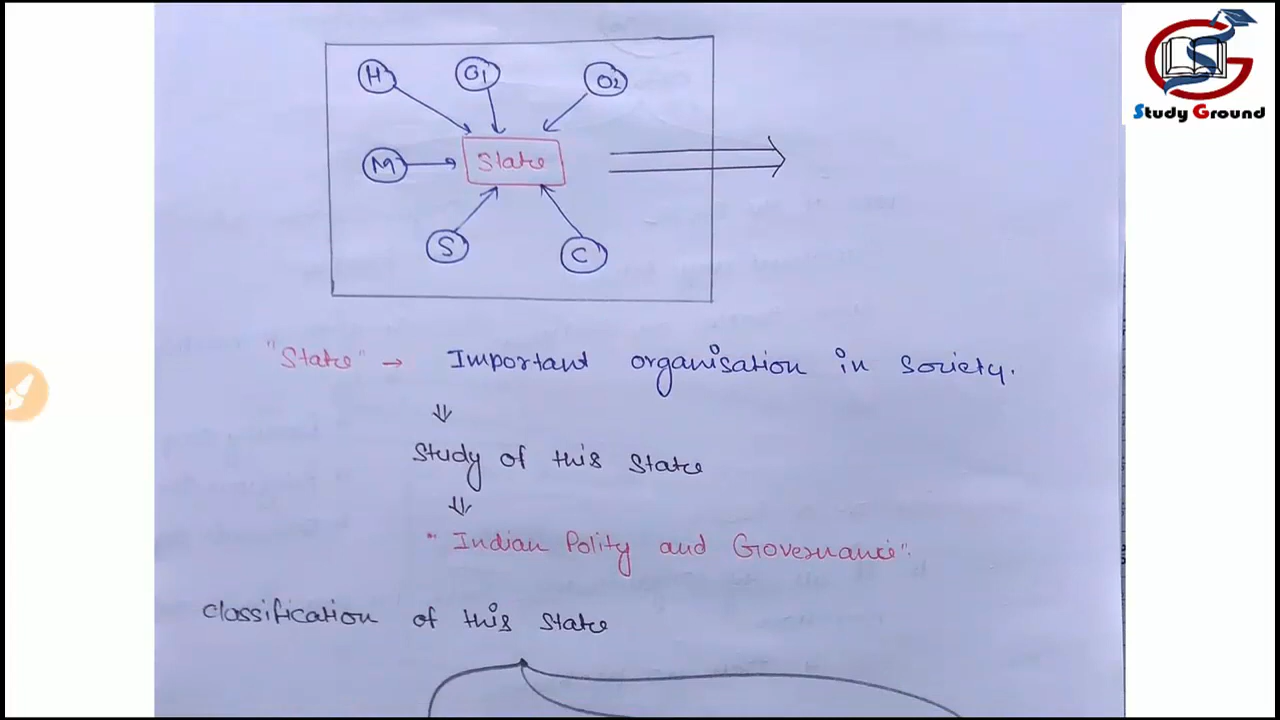 H O1 O2
M State
S C
"State" → Important organisation in society.
⇓
Study of this State
⇓
"Indian Polity and Governance".
Classification of this State
Study Ground